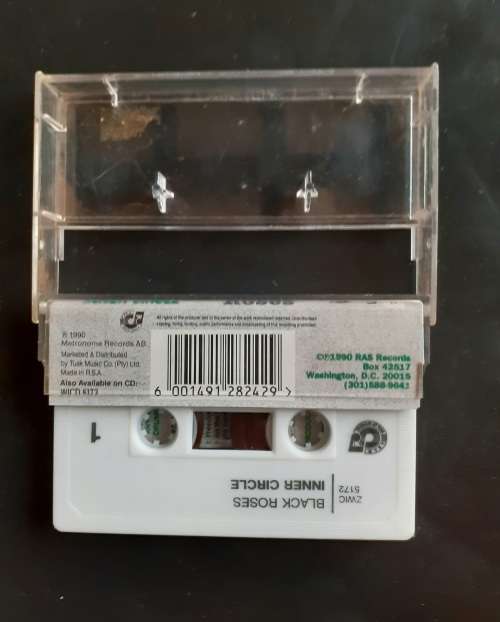 All rights of the producer and of the owner of the work reproduced reserved. Unauthorised
copying, hiring, lending, public performance and broadcasting of this recording prohibited.
℗ 1990
Metronome Records AB
Marketed & Distributed
by Tusk Music Co. (Pty) Ltd.
Made in R.S.A.
Also Available on CD:
WICD 5172
6 001491 282429 >
©℗1990 RAS Records
Box 42517
Washington, D.C. 20015
(301)588-9641
1
ZWIC
5172
BLACK ROSES
INNER CIRCLE